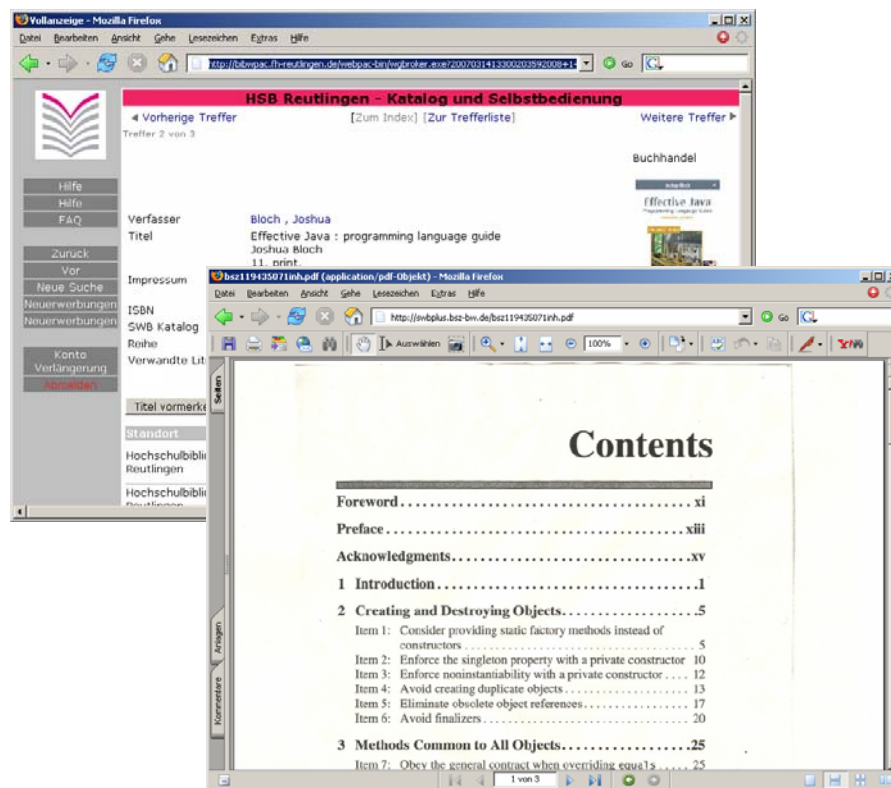 Vollanzeige - Mozilla Firefox
Datei Bearbeiten Ansicht Gehe Lesezeichen Extras Hilfe
http://bibwpac.fh-reutlingen.de/webpac-bin/wgbroker.exe?2007031413300203592008+1 Go
HSB Reutlingen - Katalog und Selbstbedienung
Vorherige Treffer [Zum Index] [Zur Trefferliste] Weitere Treffer
Treffer 2 von 3
Buchhandel
Hilfe
Hilfe
FAQ
Zurück
Vor
Neue Suche
Neuerwerbungen
Neuerwerbungen
Konto
Verlängerung
Abmelden
Effective Java
Verfasser Bloch , Joshua
Titel Effective Java : programming language guide
Joshua Bloch
11. print.
Impressum
ISBN
SWB Katalog
Reihe
Verwandte Lit
Titel vormerke
Standort
Hochschulbibli
Reutlingen
Hochschulbibli
Reutlingen
bsz119435071inh.pdf (application/pdf-Objekt) - Mozilla Firefox
Datei Bearbeiten Ansicht Gehe Lesezeichen Extras Hilfe
http://swbplus.bsz-bw.de/bsz119435071inh.pdf Go
Auswählen 100%
Seiten
Anlagen
Kommentare
Contents
Foreword . . . . . . . . . . . . . . . . . . . . . . . . . . . . . . . xi
Preface . . . . . . . . . . . . . . . . . . . . . . . . . . . . . . . xiii
Acknowledgments . . . . . . . . . . . . . . . . . . . . . . . . . . xv
1 Introduction . . . . . . . . . . . . . . . . . . . . . . . . . . . 1
2 Creating and Destroying Objects . . . . . . . . . . . . . . . . . 5
Item 1: Consider providing static factory methods instead of
constructors . . . . . . . . . . . . . . . . . . . . . . . . . . 5
Item 2: Enforce the singleton property with a private constructor 10
Item 3: Enforce noninstantiability with a private constructor . . . . 12
Item 4: Avoid creating duplicate objects . . . . . . . . . . . . . . 13
Item 5: Eliminate obsolete object references . . . . . . . . . . . . 17
Item 6: Avoid finalizers . . . . . . . . . . . . . . . . . . . . . . 20
3 Methods Common to All Objects . . . . . . . . . . . . . . . . . 25
Item 7: Obey the general contract when overriding equals . . . . . 25
1 von 3